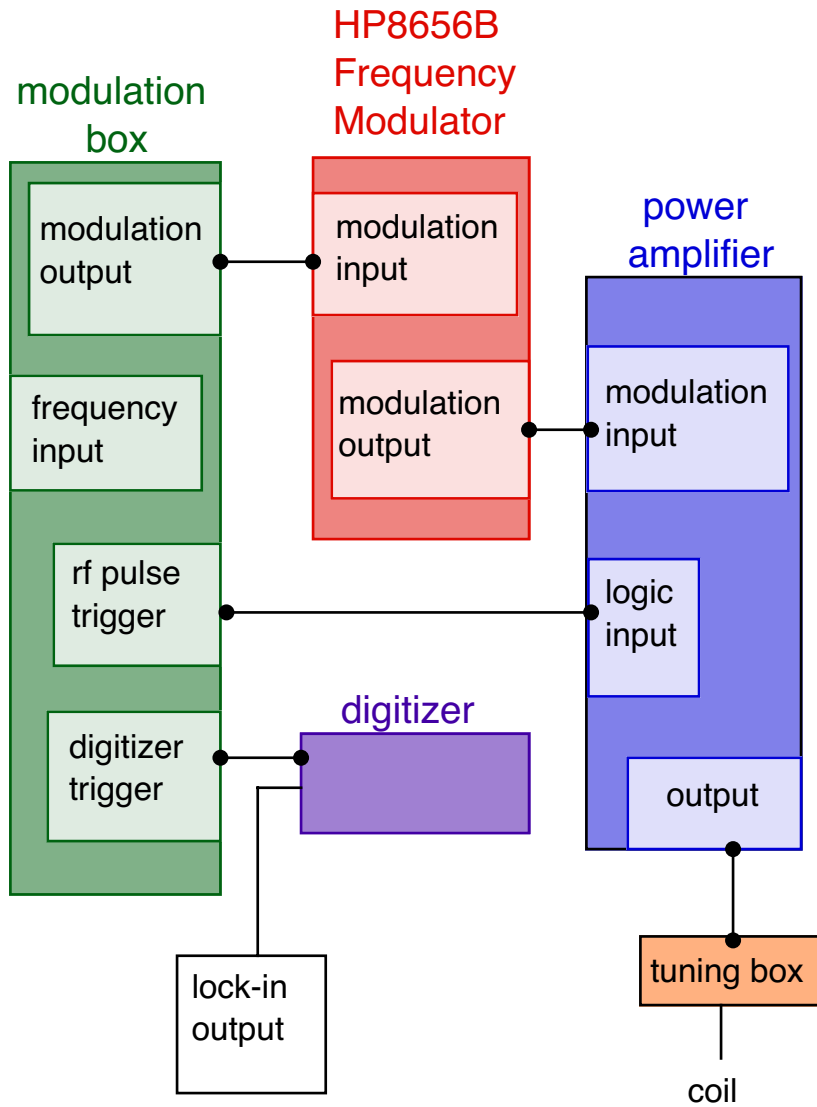 HP8656B
Frequency
Modulator
modulation
box
modulation
output
modulation
input
power
amplifier
frequency
input
modulation
output
modulation
input
rf pulse
trigger
logic
input
digitizer
digitizer
trigger
output
lock-in
output
tuning box
coil